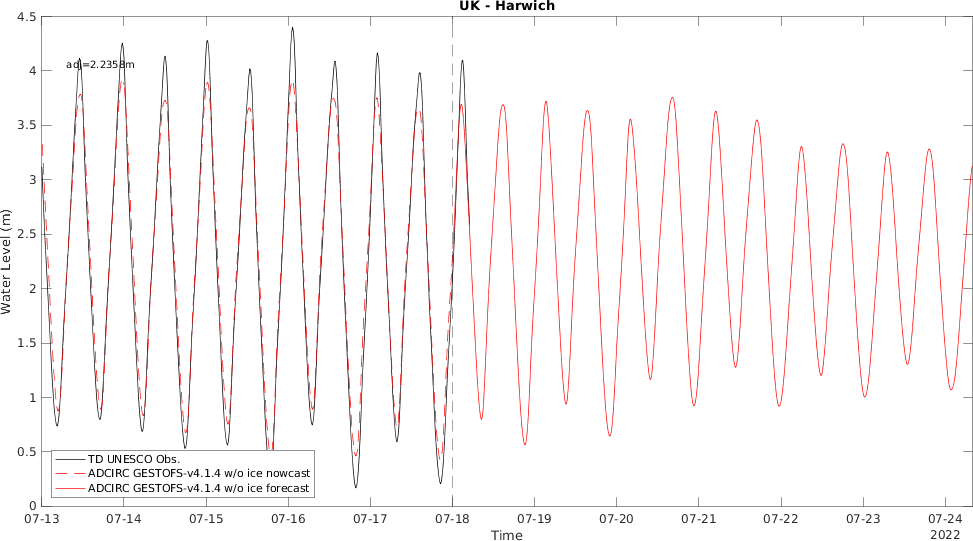 UK - Harwich
adj=2.2358m
Water Level (m)
4.5
4
3.5
3
2.5
2
1.5
1
0.5
0
TD UNESCO Obs.
ADCIRC GESTOFS-v4.1.4 w/o ice nowcast
ADCIRC GESTOFS-v4.1.4 w/o ice forecast
07-13 07-14 07-15 07-16 07-17 07-18 07-19 07-20 07-21 07-22 07-23 07-24
Time
2022